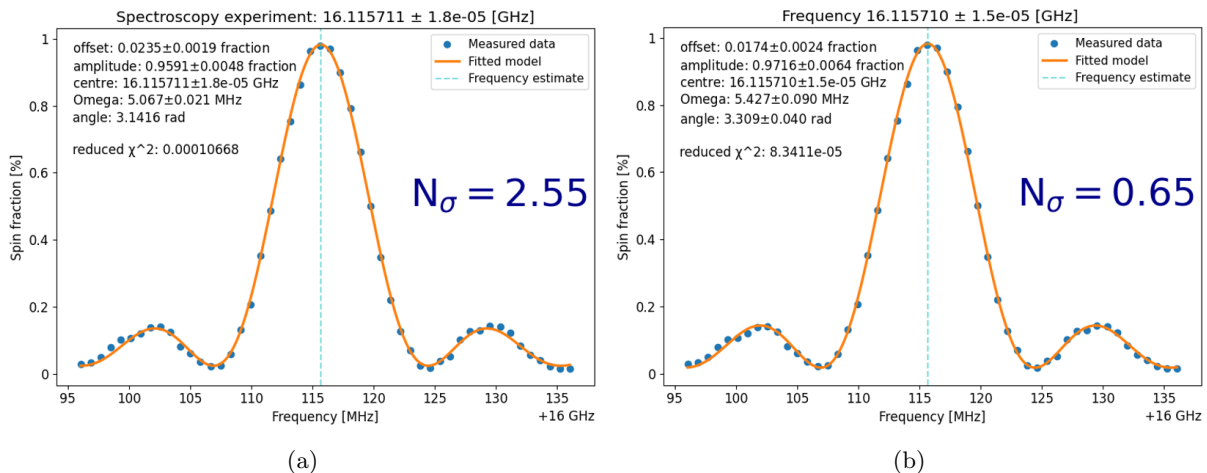 Spectroscopy experiment: 16.115711 ± 1.8e-05 [GHz]
offset: 0.0235±0.0019 fraction
amplitude: 0.9591±0.0048 fraction
centre: 16.115711±1.8e-05 GHz
Omega: 5.067±0.021 MHz
angle: 3.1416 rad
reduced χ^2: 0.00010668
Measured data
Fitted model
Frequency estimate
Nσ = 2.55
Spin fraction [%]
1
0.8
0.6
0.4
0.2
0
95 100 105 110 115 120 125 130 135
Frequency [MHz]
+16 GHz
(a)
Frequency 16.115710 ± 1.5e-05 [GHz]
offset: 0.0174±0.0024 fraction
amplitude: 0.9716±0.0064 fraction
centre: 16.115710±1.5e-05 GHz
Omega: 5.427±0.090 MHz
angle: 3.309±0.040 rad
reduced χ^2: 8.3411e-05
Measured data
Fitted model
Frequency estimate
Nσ = 0.65
Spin fraction [%]
1
0.8
0.6
0.4
0.2
0
95 100 105 110 115 120 125 130 135
Frequency [MHz]
+16 GHz
(b)